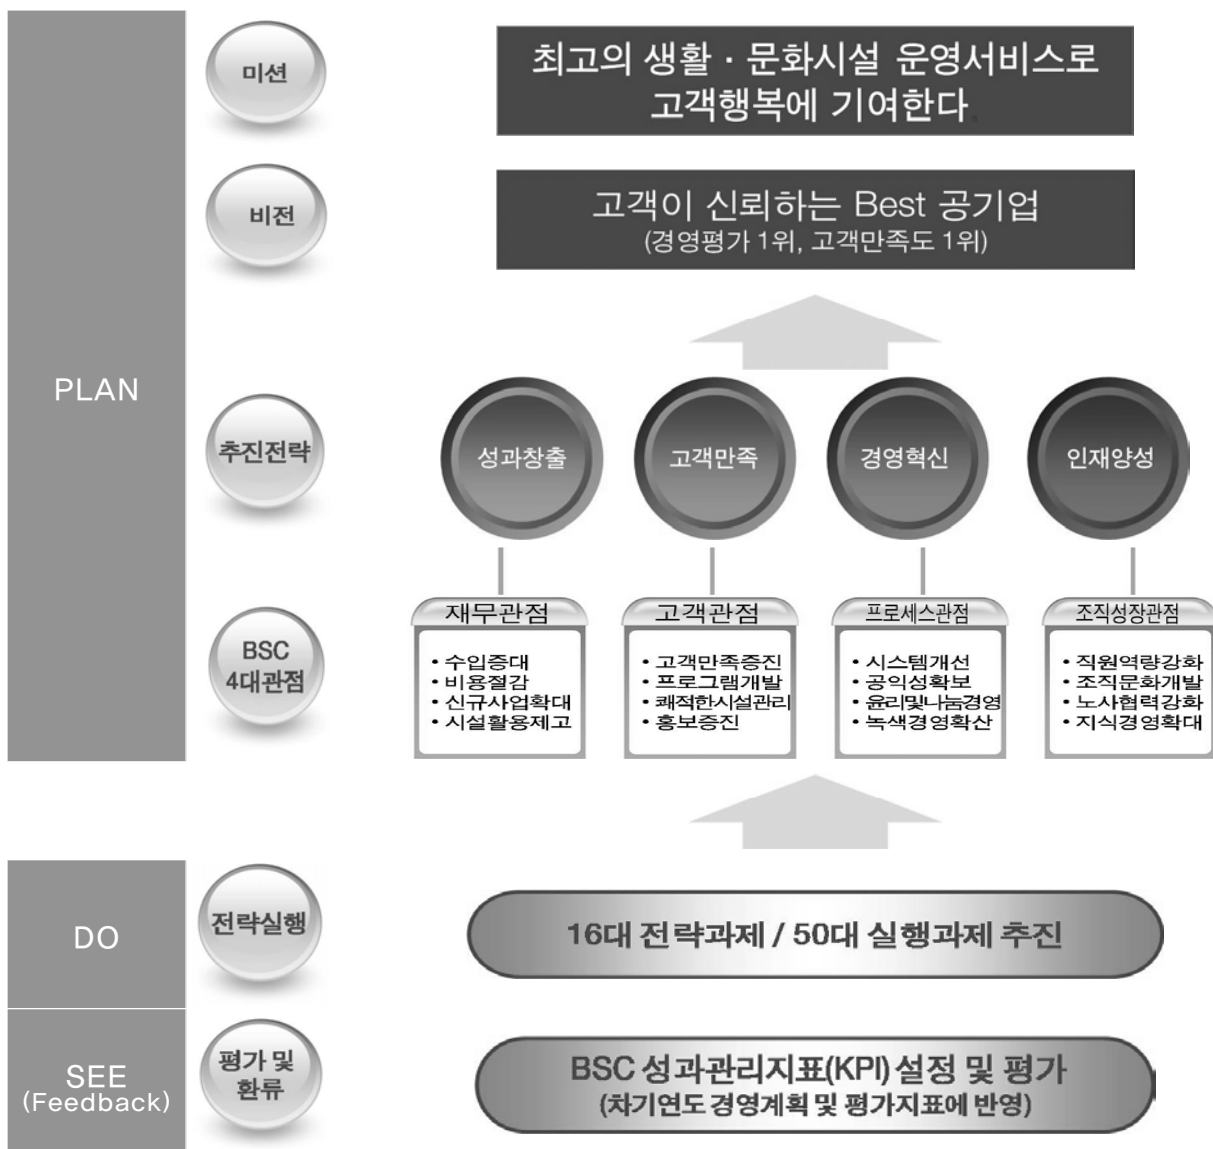 PLAN
미션
최고의 생활 · 문화시설 운영서비스로
고객행복에 기여한다.
비전
고객이 신뢰하는 Best 공기업
(경영평가 1위, 고객만족도 1위)
추진전략
성과창출
고객만족
경영혁신
인재양성
BSC
4대관점
재무관점
• 수입증대
• 비용절감
• 신규사업확대
• 시설활용제고
고객관점
• 고객만족증진
• 프로그램개발
• 쾌적한시설관리
• 홍보증진
프로세스관점
• 시스템개선
• 공익성확보
• 윤리및나눔경영
• 녹색경영확산
조직성장관점
• 직원역량강화
• 조직문화개발
• 노사협력강화
• 지식경영확대
DO
전략실행
16대 전략과제 / 50대 실행과제 추진
SEE
(Feedback)
평가 및
환류
BSC 성과관리지표(KPI) 설정 및 평가
(차기연도 경영계획 및 평가지표에 반영)